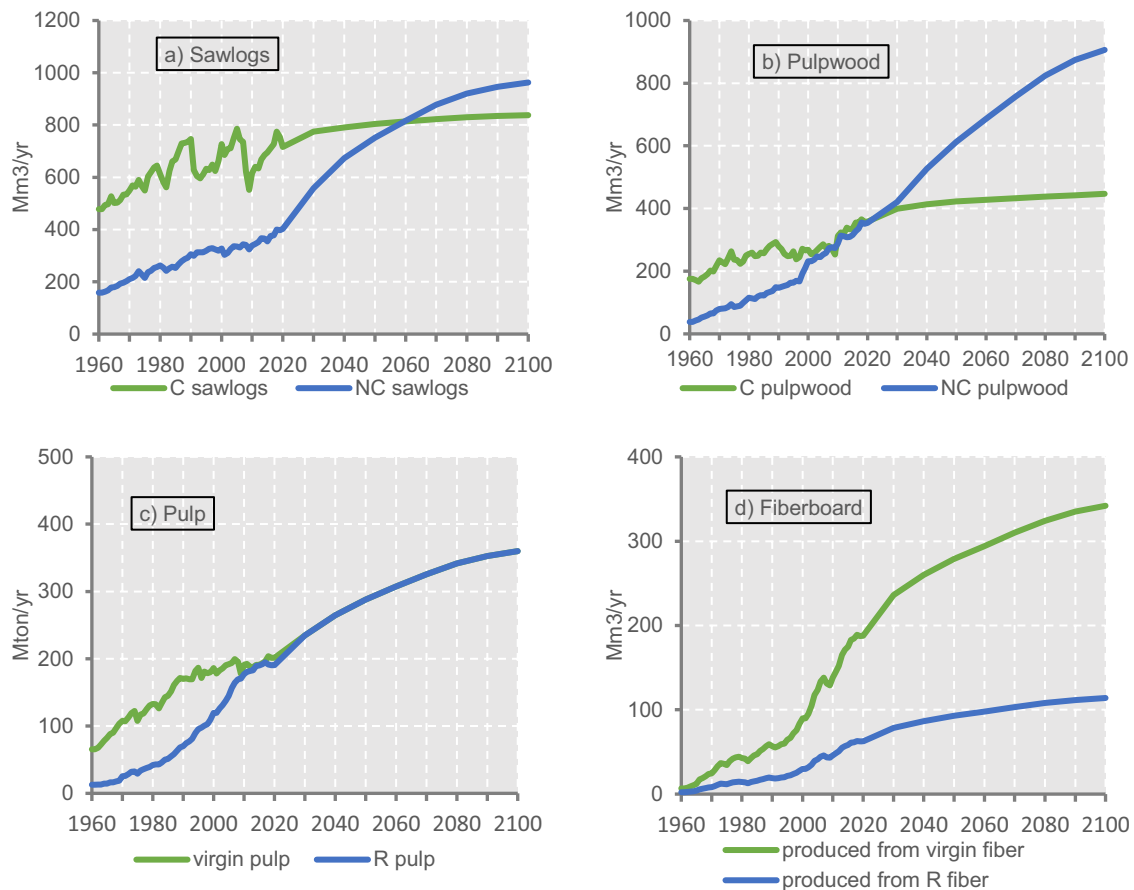 a) Sawlogs
Mm3/yr
1200
1000
800
600
400
200
0
1960 1980 2000 2020 2040 2060 2080 2100
C sawlogs NC sawlogs
b) Pulpwood
Mm3/yr
1000
800
600
400
200
0
1960 1980 2000 2020 2040 2060 2080 2100
C pulpwood NC pulpwood
c) Pulp
Mton/yr
500
400
300
200
100
0
1960 1980 2000 2020 2040 2060 2080 2100
virgin pulp R pulp
d) Fiberboard
Mm3/yr
400
300
200
100
0
1960 1980 2000 2020 2040 2060 2080 2100
produced from virgin fiber
produced from R fiber